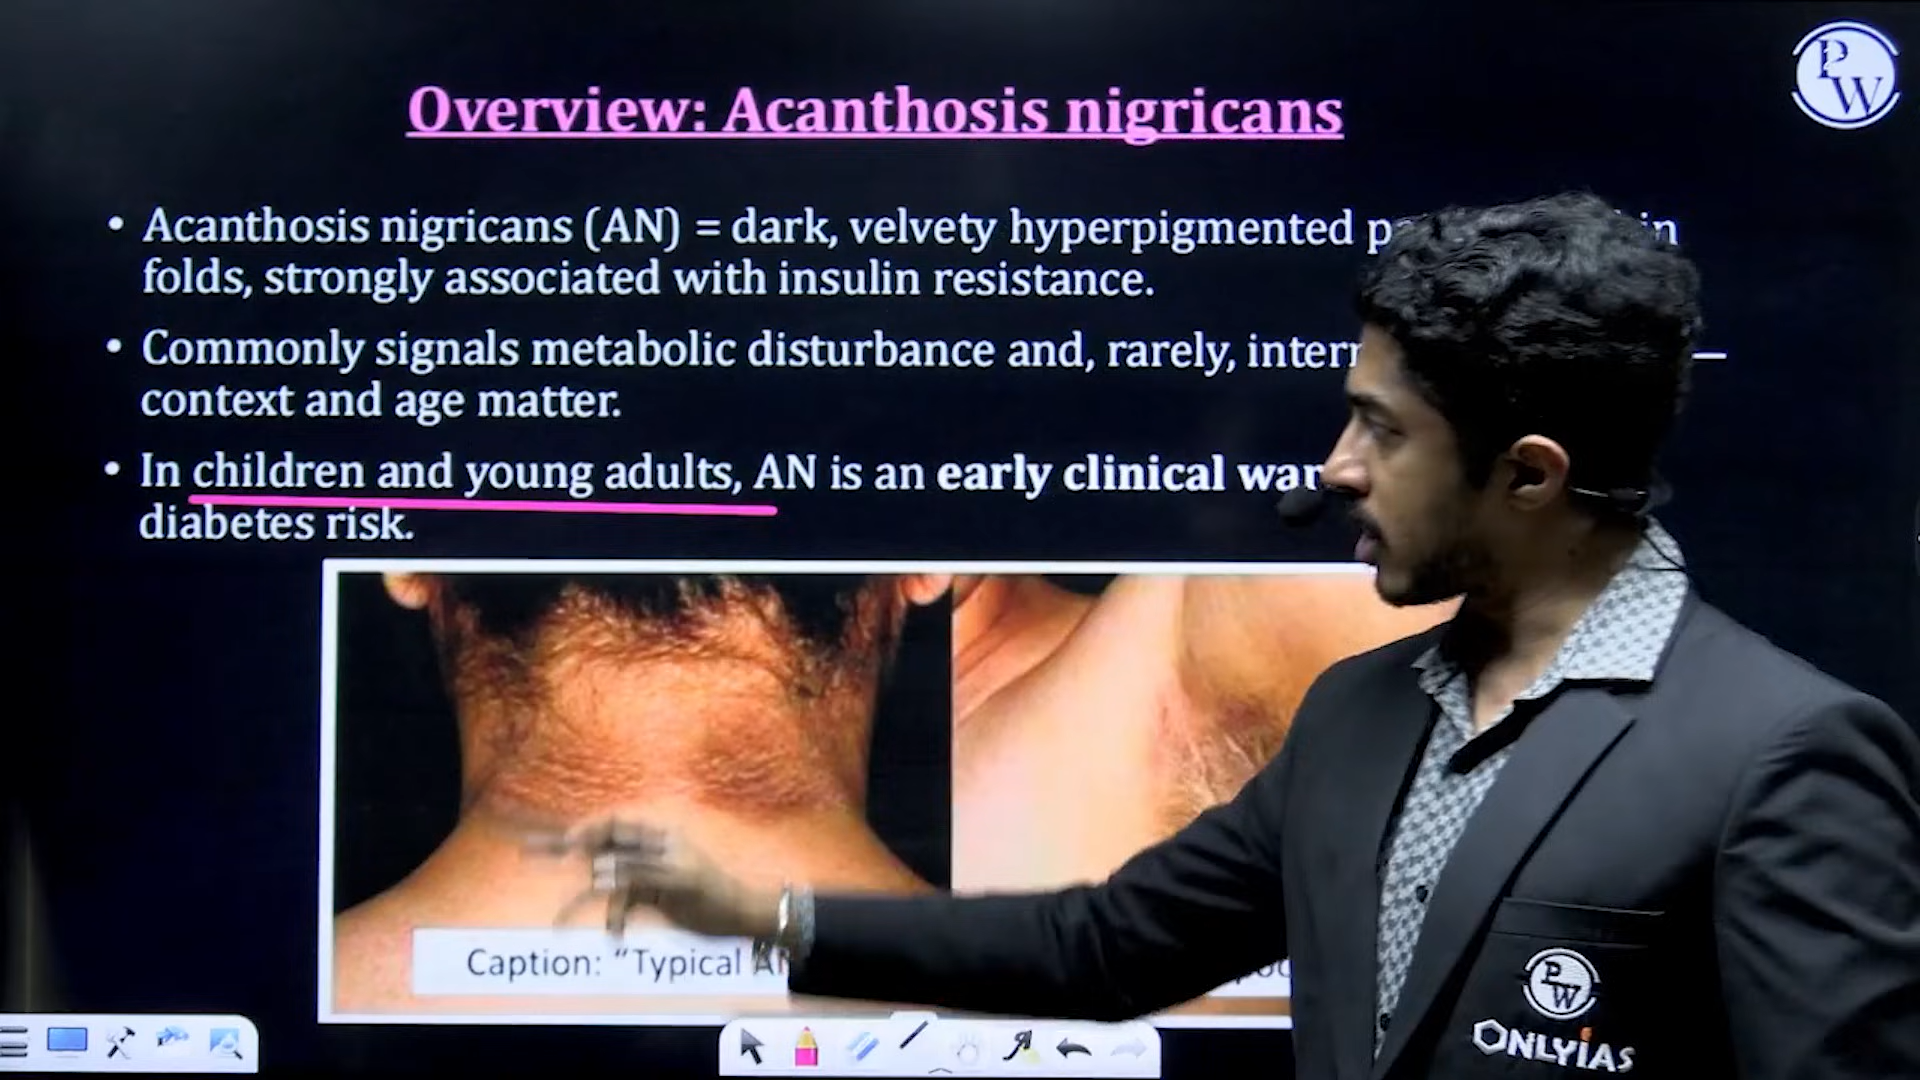 PW
Overview: Acanthosis nigricans
• Acanthosis nigricans (AN) = dark, velvety hyperpigmented in
folds, strongly associated with insulin resistance.
• Commonly signals metabolic disturbance and, rarely, —
context and age matter.
• In children and young adults, AN is an early clinical
diabetes risk.
Caption: “Typical
PW
ONLYIAS